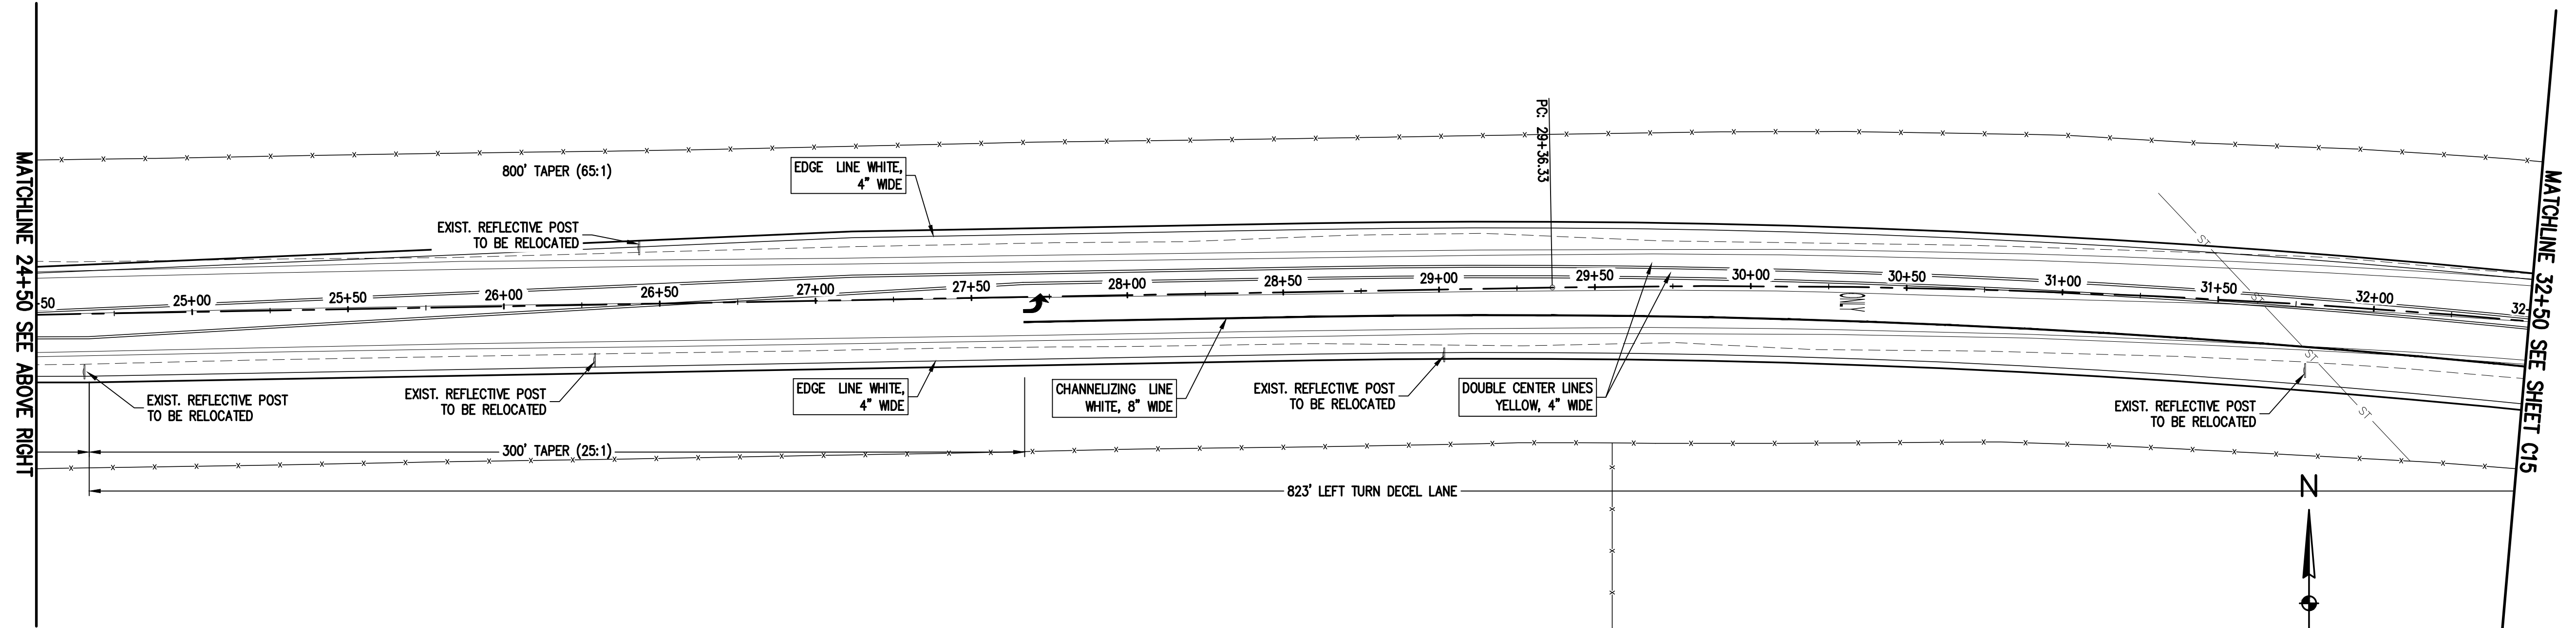 MATCHLINE 24+50 SEE ABOVE RIGHT
800' TAPER (65:1)
EDGE LINE WHITE,
4" WIDE
PC: 29+36.33
EXIST. REFLECTIVE POST
TO BE RELOCATED
-50
25+00
25+50
26+00
26+50
27+00
27+50
28+00
28+50
29+00
29+50
30+00
30+50
31+00
31+50
32+00
32-
ST
ST
ST
ST
EXIST. REFLECTIVE POST
TO BE RELOCATED
EXIST. REFLECTIVE POST
TO BE RELOCATED
EDGE LINE WHITE,
4" WIDE
CHANNELIZING LINE
WHITE, 8" WIDE
EXIST. REFLECTIVE POST
TO BE RELOCATED
DOUBLE CENTER LINES
YELLOW, 4" WIDE
EXIST. REFLECTIVE POST
TO BE RELOCATED
300' TAPER (25:1)
823' LEFT TURN DECEL LANE
N
MATCHLINE 32+50 SEE SHEET C15